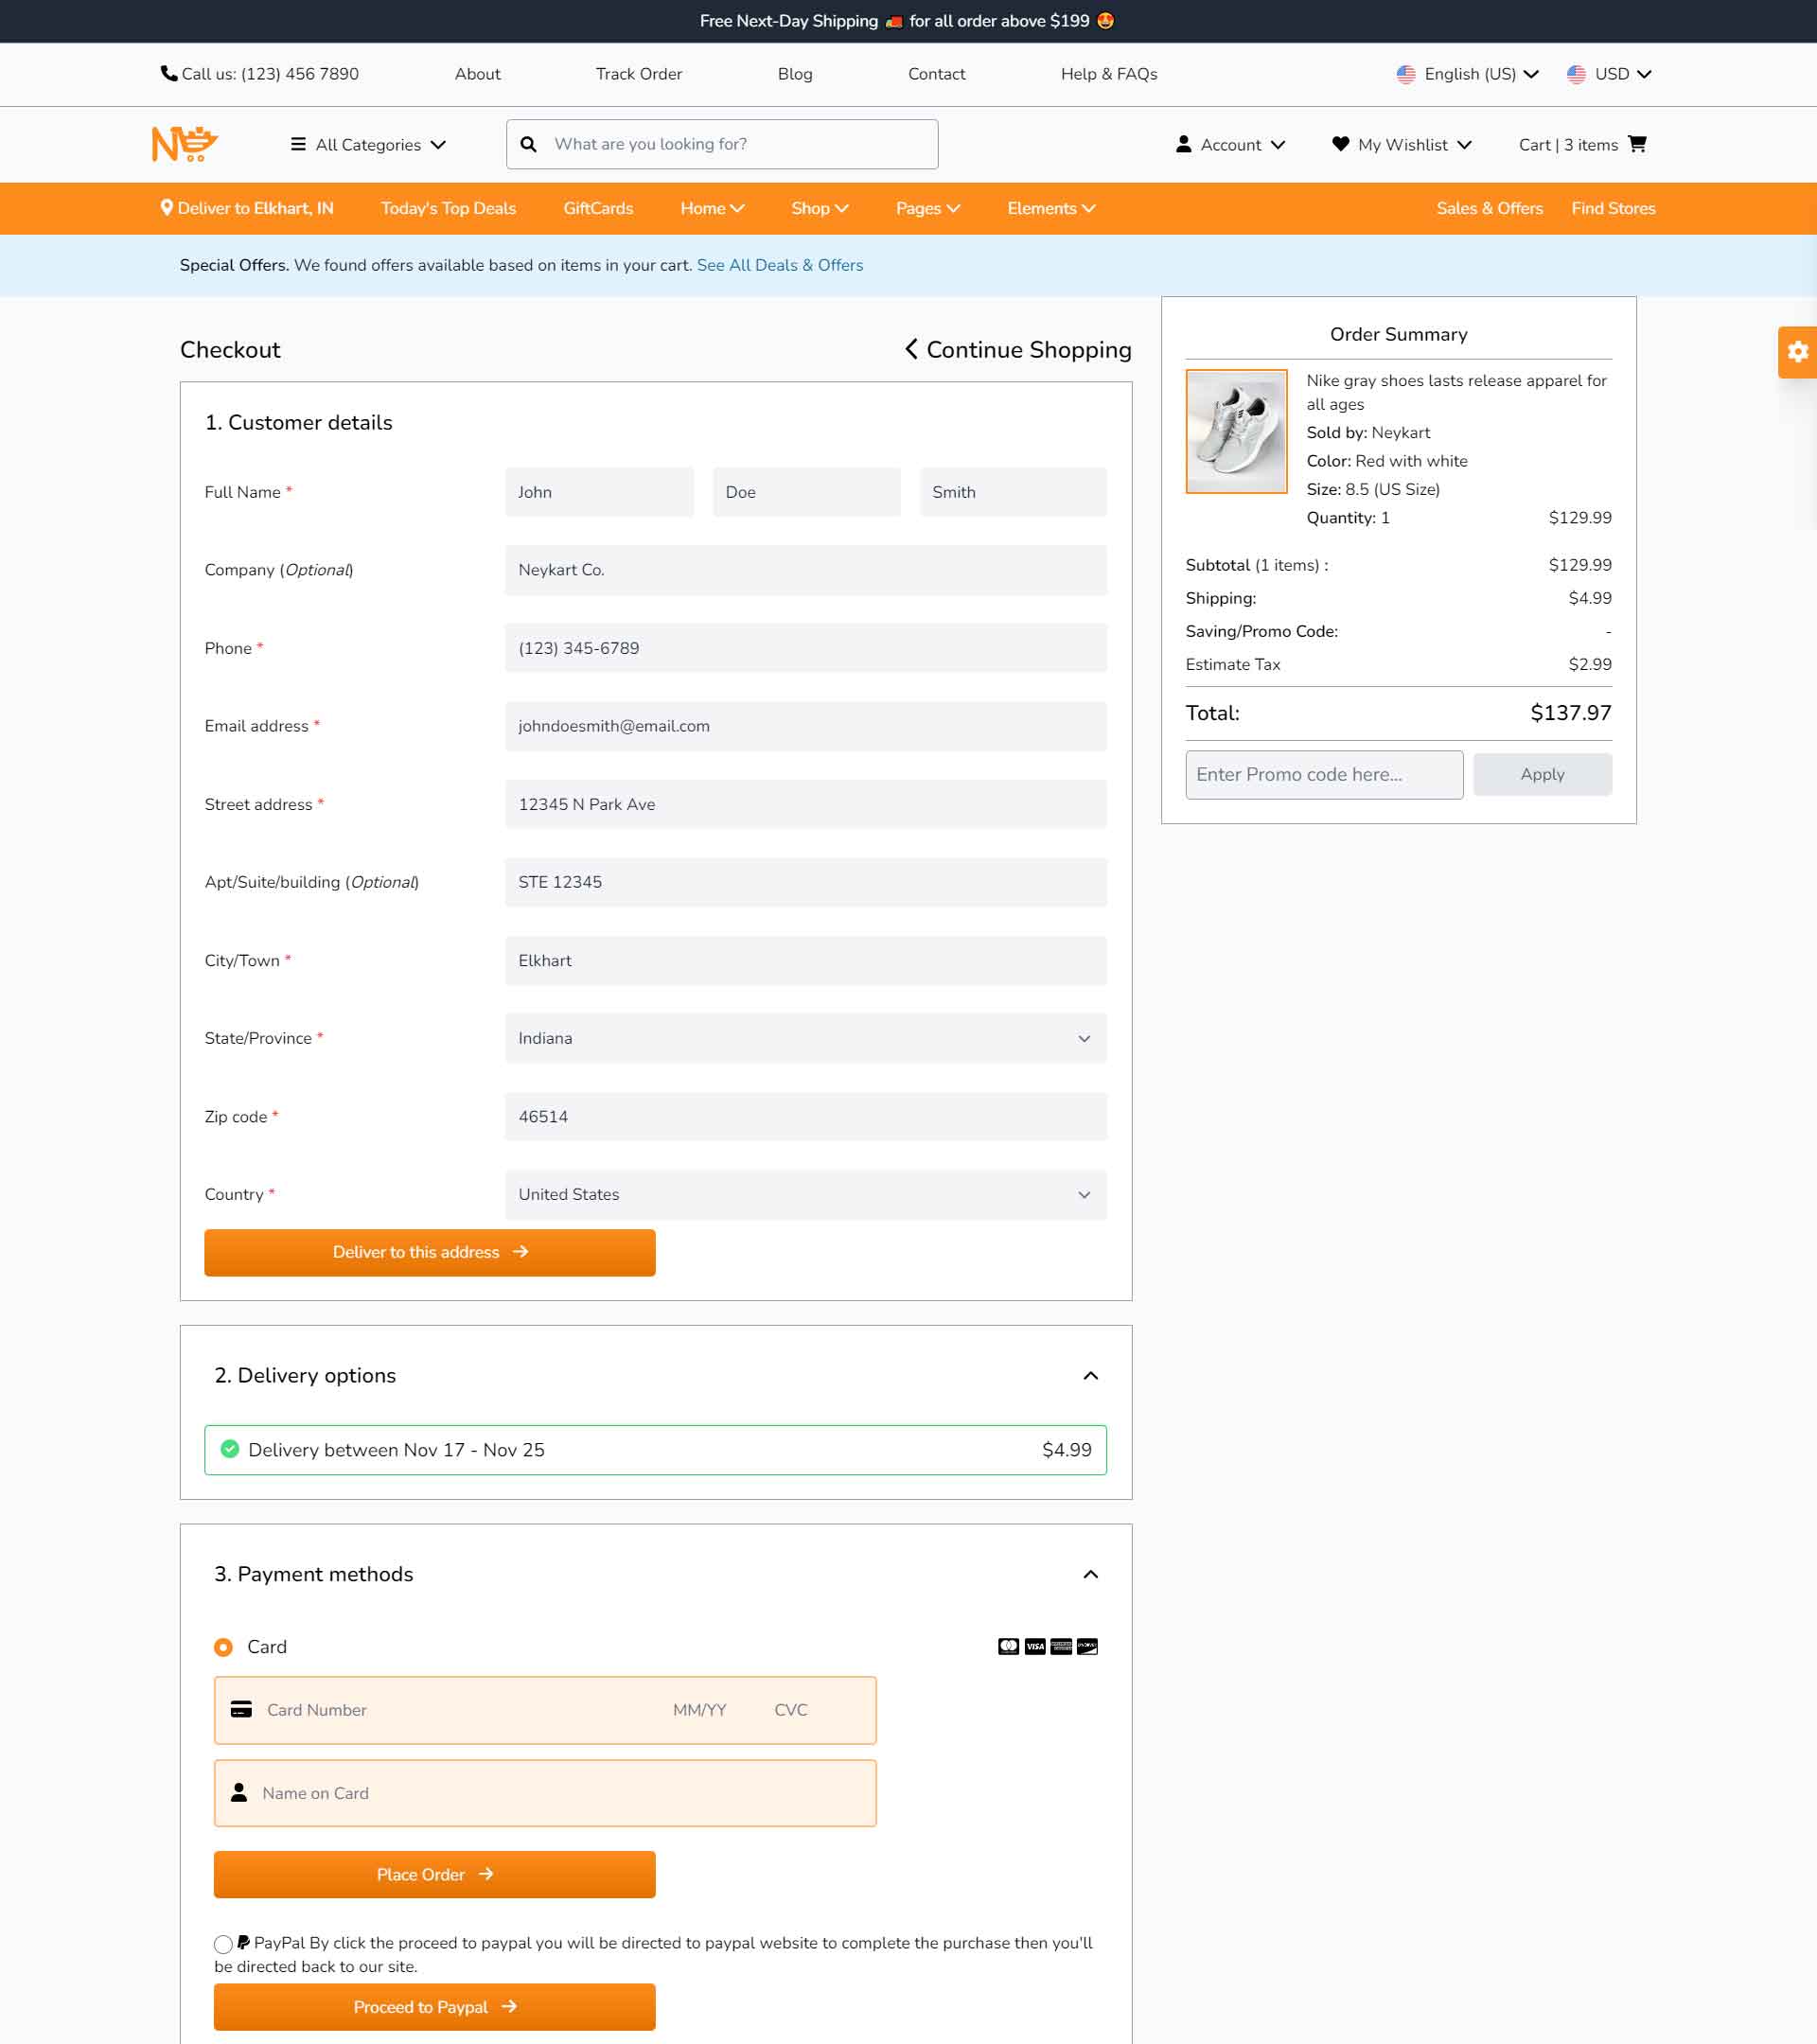 Free Next-Day Shipping 🚚 for all order above $199 😍
Call us: (123) 456 7890 About Track Order Blog Contact Help & FAQs English (US) USD
All Categories What are you looking for? Account My Wishlist Cart | 3 items
Deliver to Elkhart, IN Today's Top Deals GiftCards Home Shop Pages Elements Sales & Offers Find Stores
Special Offers. We found offers available based on items in your cart. See All Deals & Offers
Checkout Continue Shopping
1. Customer details
Full Name * John Doe Smith
Company (Optional) Neykart Co.
Phone * (123) 345-6789
Email address * johndoesmith@email.com
Street address * 12345 N Park Ave
Apt/Suite/building (Optional) STE 12345
City/Town * Elkhart
State/Province * Indiana
Zip code * 46514
Country * United States
Deliver to this address
2. Delivery options
Delivery between Nov 17 - Nov 25 $4.99
3. Payment methods
Card VISA
Card Number MM/YY CVC
Name on Card
Place Order
PayPal By click the proceed to paypal you will be directed to paypal website to complete the purchase then you'll
be directed back to our site.
Proceed to Paypal
Order Summary
Nike gray shoes lasts release apparel for
all ages
Sold by: Neykart
Color: Red with white
Size: 8.5 (US Size)
Quantity: 1 $129.99
Subtotal (1 items) : $129.99
Shipping: $4.99
Saving/Promo Code: -
Estimate Tax $2.99
Total: $137.97
Enter Promo code here... Apply